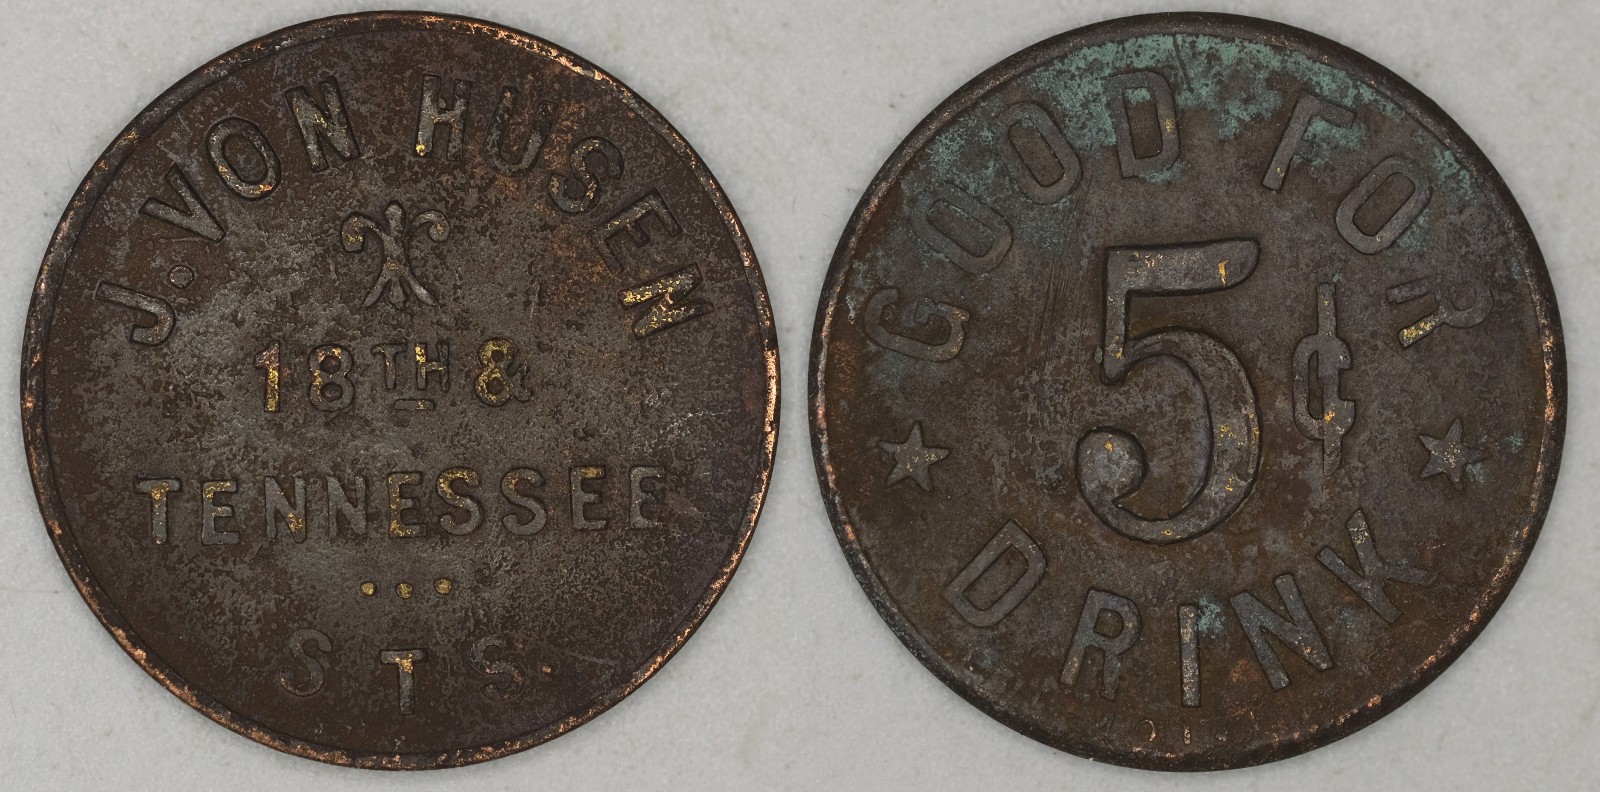 J. VON HUSEN
18TH &
TENNESSEE
STS.
GOOD FOR
5¢
DRINK